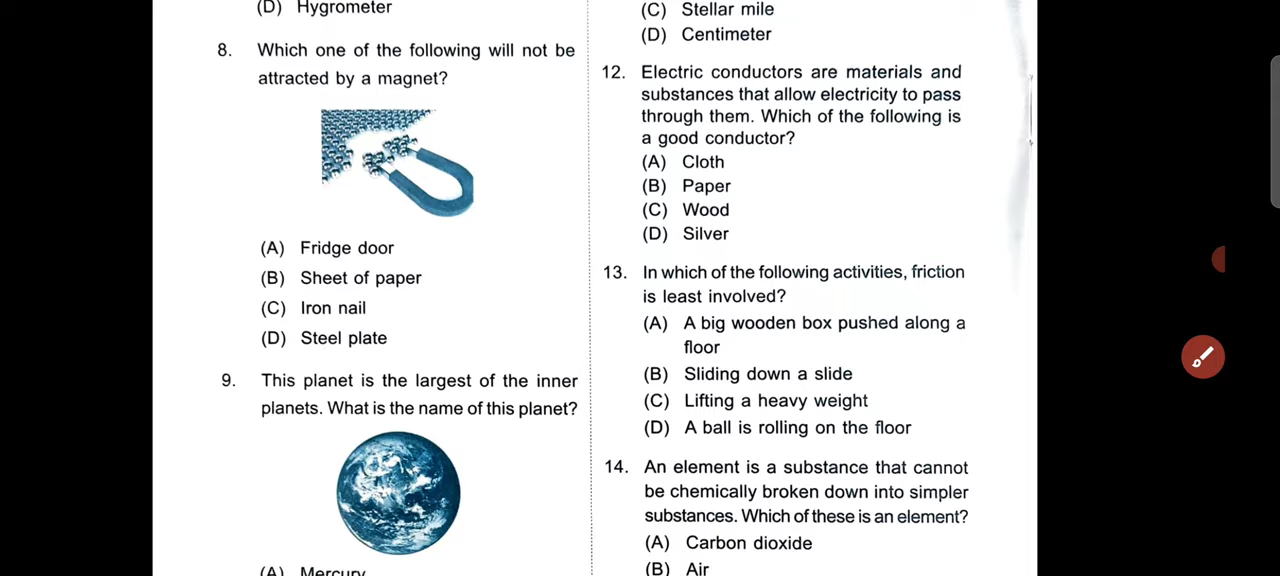 (D) Hygrometer
8. Which one of the following will not be
attracted by a magnet?
(A) Fridge door
(B) Sheet of paper
(C) Iron nail
(D) Steel plate
9. This planet is the largest of the inner
planets. What is the name of this planet?
(A) Mercury
(C) Stellar mile
(D) Centimeter
12. Electric conductors are materials and
substances that allow electricity to pass
through them. Which of the following is
a good conductor?
(A) Cloth
(B) Paper
(C) Wood
(D) Silver
13. In which of the following activities, friction
is least involved?
(A) A big wooden box pushed along a
floor
(B) Sliding down a slide
(C) Lifting a heavy weight
(D) A ball is rolling on the floor
14. An element is a substance that cannot
be chemically broken down into simpler
substances. Which of these is an element?
(A) Carbon dioxide
(B) Air